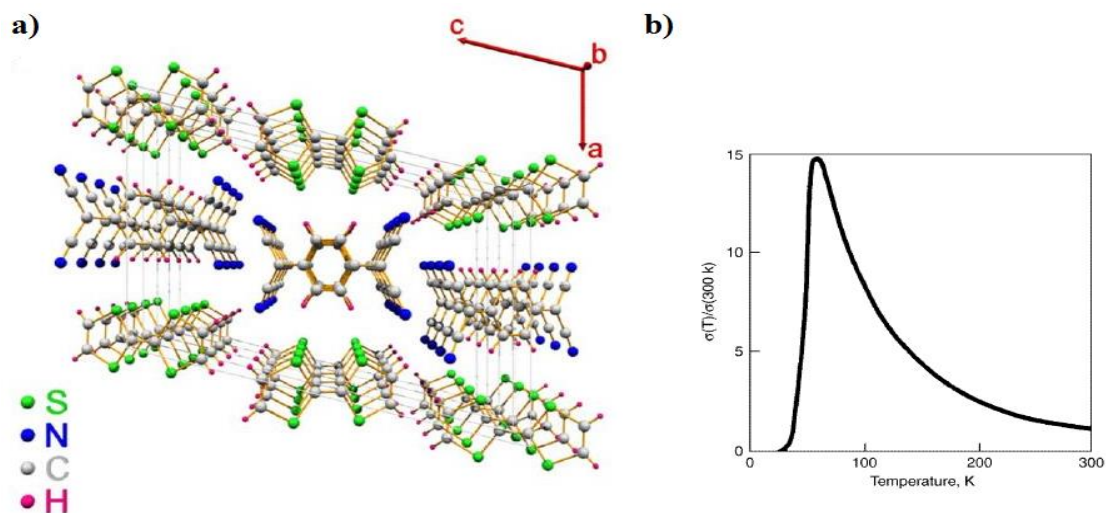 a)
c
b
a
S
N
C
H
b)
15
10
5
0
σ(T)/σ(300 k)
0
100
200
300
Temperature, K